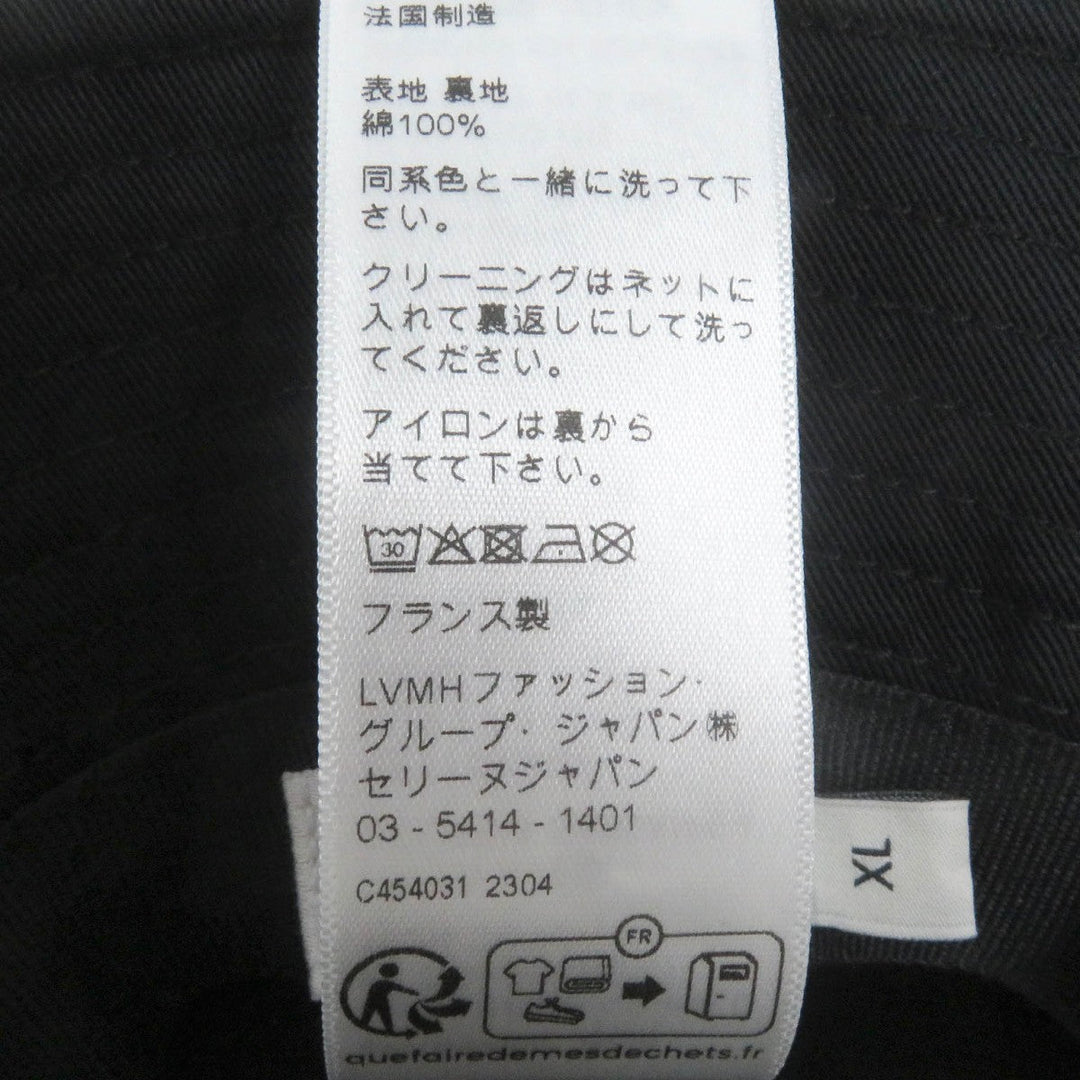 法国制造
表地 裏地
綿100%
同系色と一緒に洗って下
さい。
クリーニングはネットに
入れて裏返しにして洗っ
てください。
アイロンは裏から
当てて下さい。
30
フランス製
LVMHファッション・
グループ・ジャパン㈱
セリーヌジャパン
03 - 5414 - 1401
C454031 2304
XL
FR
quefairedemesdechets.fr